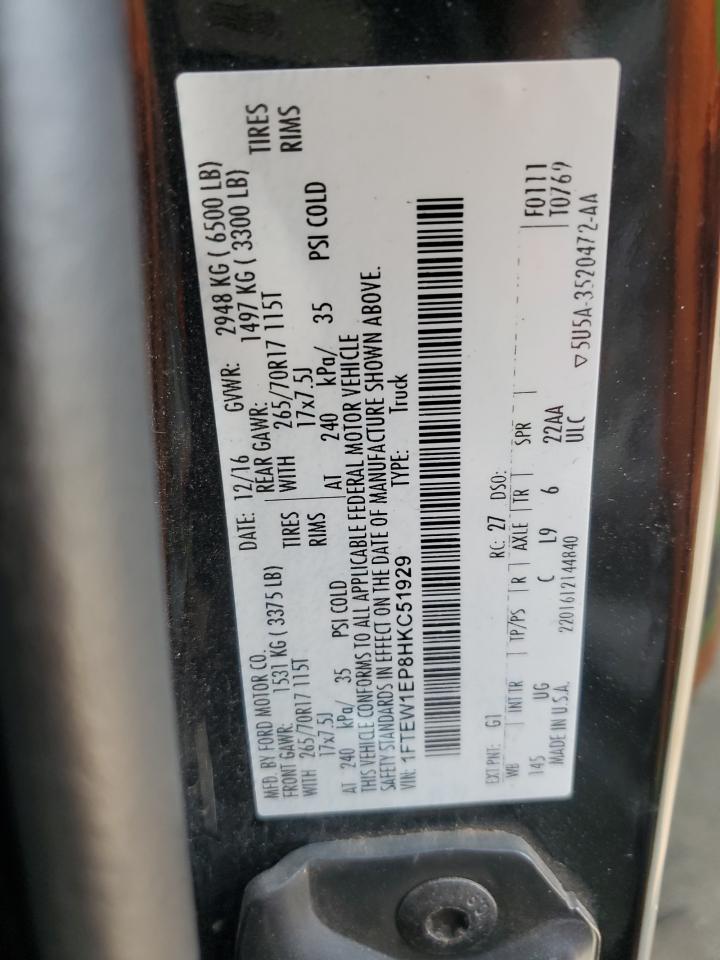 MFD. BY FORD MOTOR CO. DATE: 12/16 GVWR: 2948 KG ( 6500 LB)
FRONT GAWR: 1531 KG ( 3375 LB) REAR GAWR: 1497 KG ( 3300 LB)
WITH 265/70R17 115T TIRES WITH 265/70R17 115T TIRES
17x7.5J RIMS 17x7.5J RIMS
AT 240 kPa/ 35 PSI COLD AT 240 kPa/ 35 PSI COLD
THIS VEHICLE CONFORMS TO ALL APPLICABLE FEDERAL MOTOR VEHICLE
SAFETY STANDARDS IN EFFECT ON THE DATE OF MANUFACTURE SHOWN ABOVE.
VIN: 1FTEW1EP8HKC51929 TYPE: Truck
EXT PNT: G1 RC: 27 DSO: F0111
WB INT TR TP/PS R AXLE TR SPR T0769
145 UG C L9 6 22AA
MADE IN U.S.A. 2201612144840 ULC ▽5U5A-3520472-AA